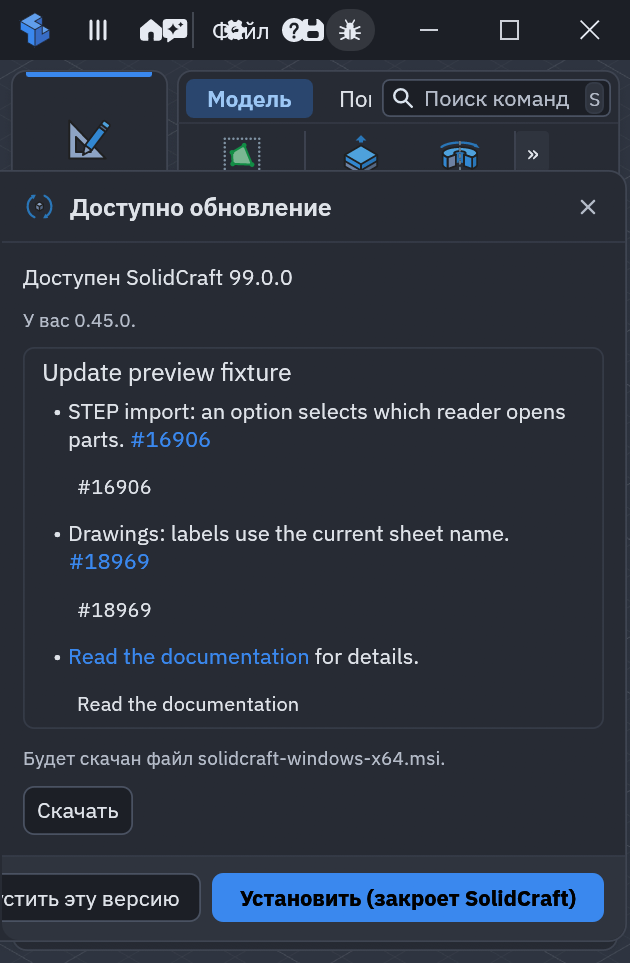 Файл
Модель
Пои
Поиск команд
S
»
Доступно обновление
Доступен SolidCraft 99.0.0
У вас 0.45.0.
Update preview fixture
• STEP import: an option selects which reader opens
parts. #16906
#16906
• Drawings: labels use the current sheet name.
#18969
#18969
• Read the documentation for details.
Read the documentation
Будет скачан файл solidcraft-windows-x64.msi.
Скачать
стить эту версию
Установить (закроет SolidCraft)